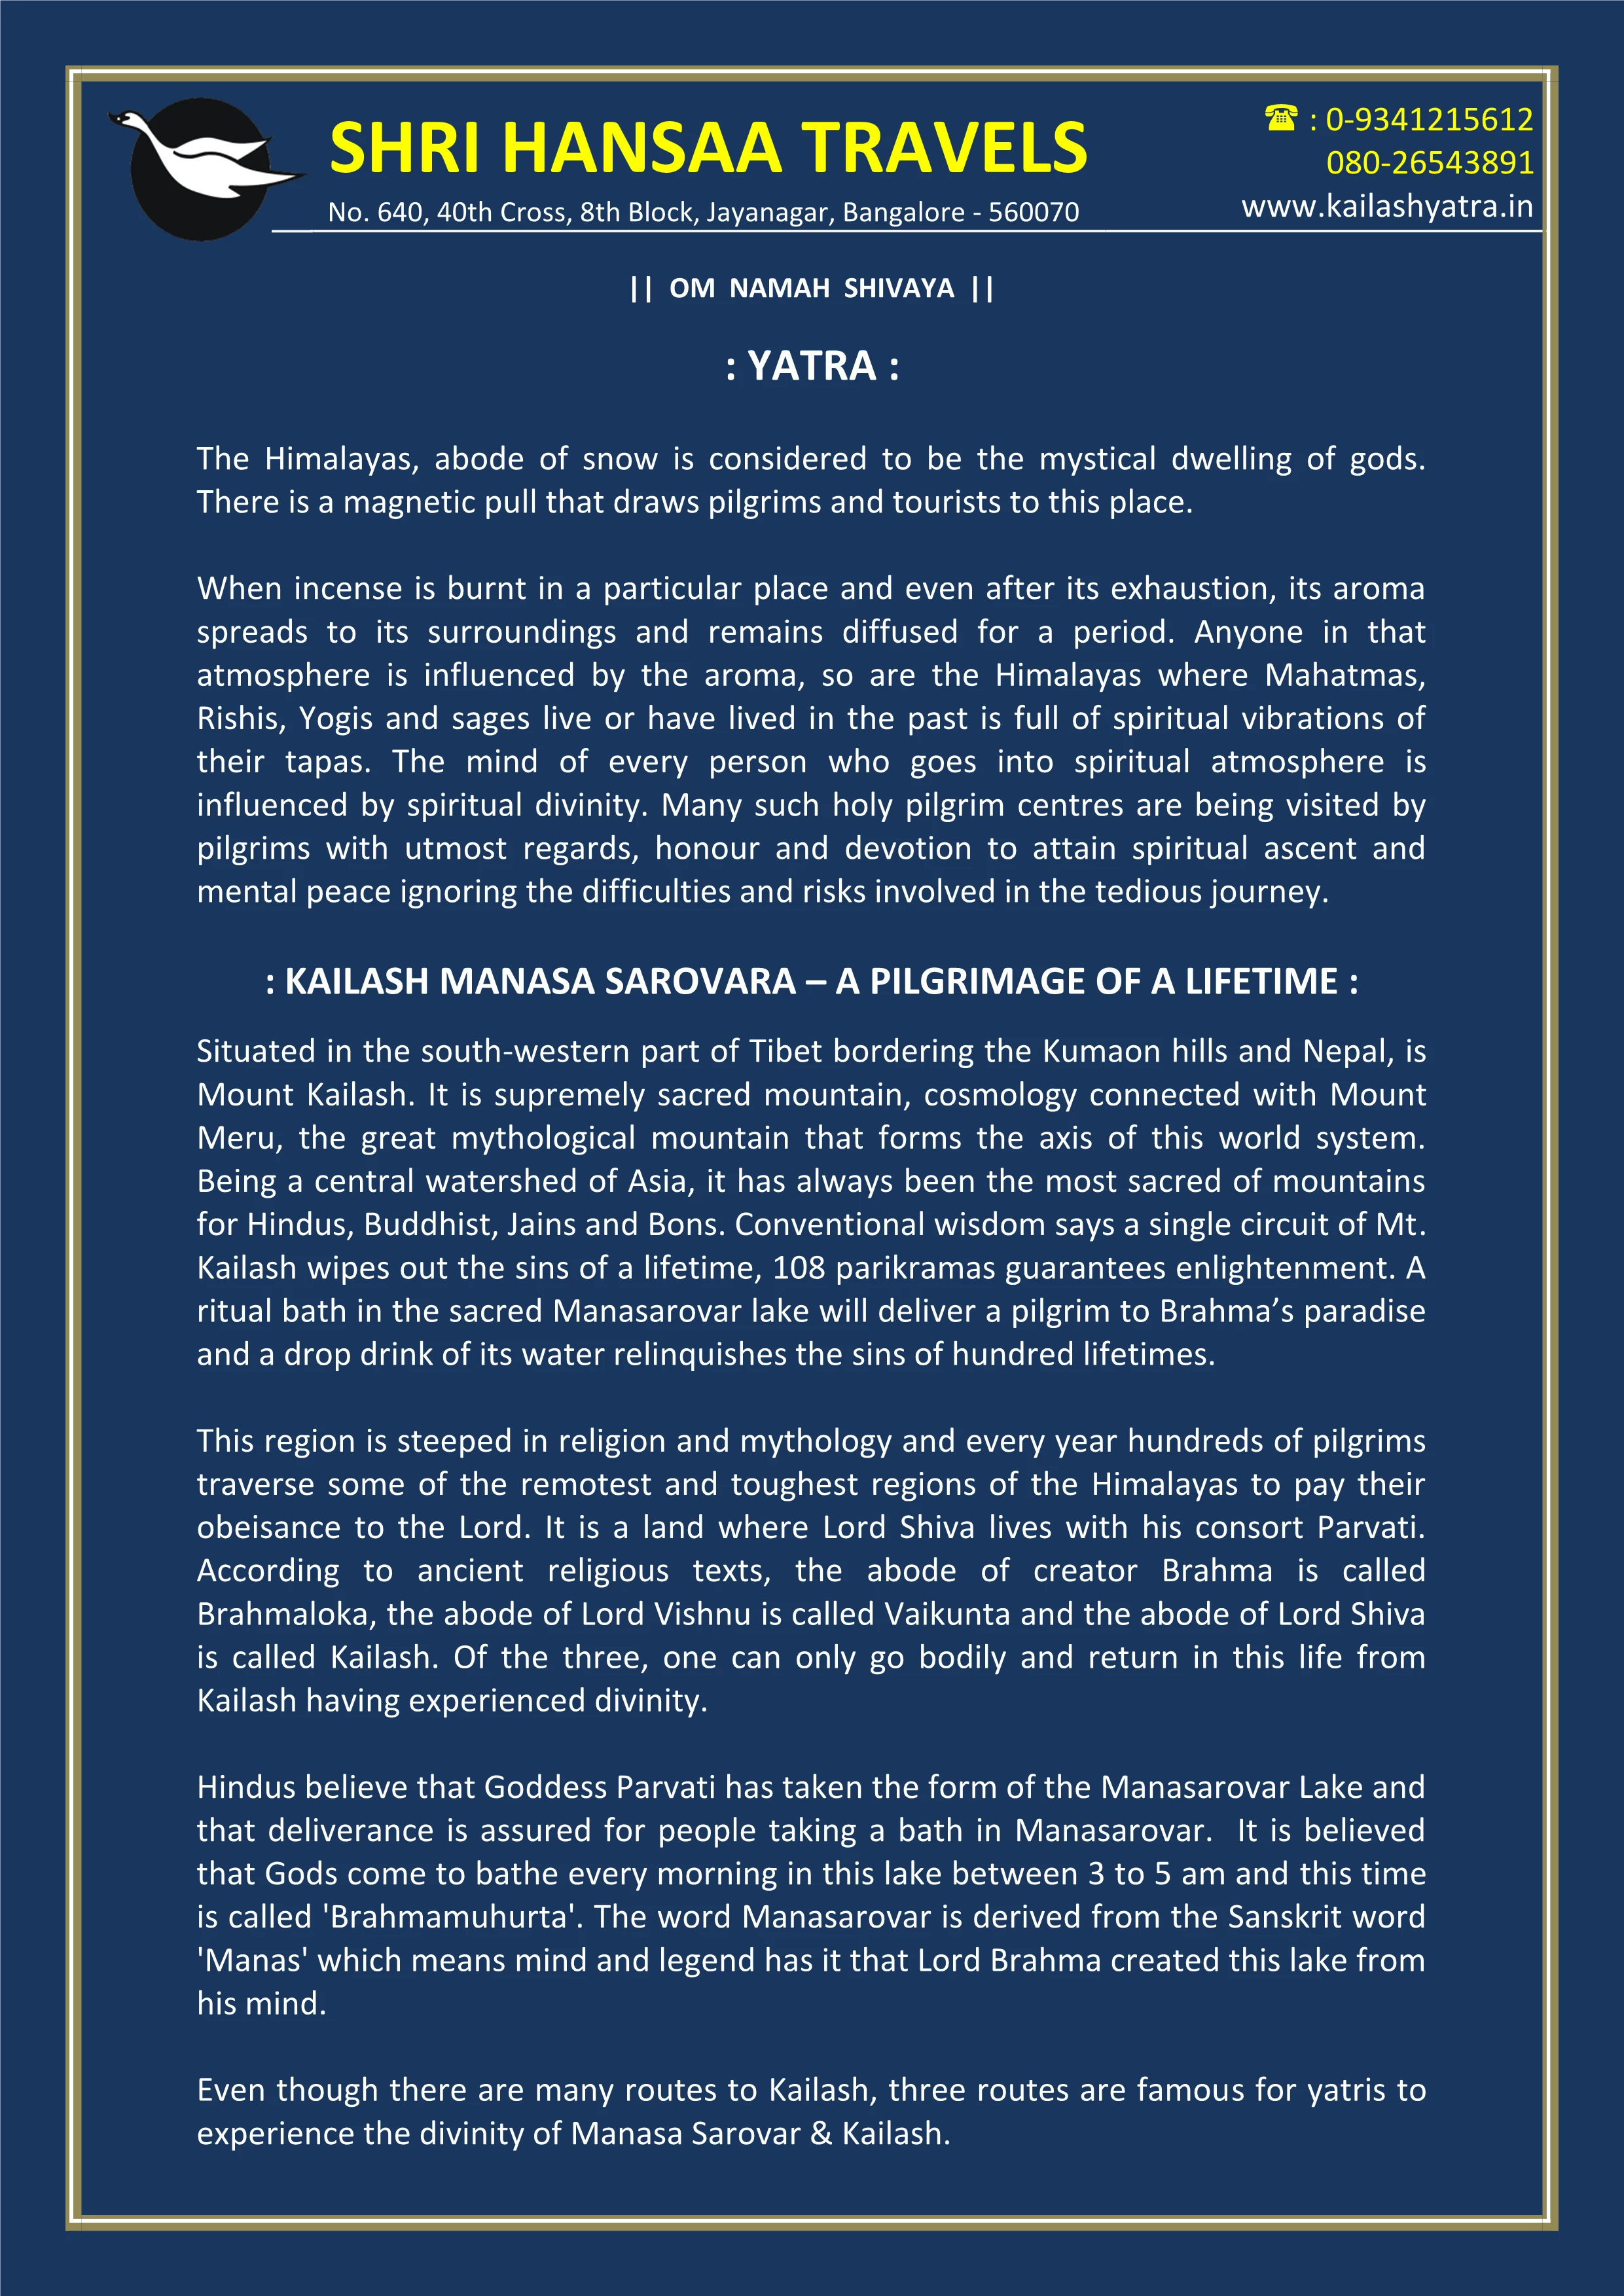 SHRI HANSAA TRAVELS
No. 640, 40th Cross, 8th Block, Jayanagar, Bangalore - 560070
☎ : 0-9341215612
080-26543891
www.kailashyatra.in
|| OM NAMAH SHIVAYA ||
: YATRA :
The Himalayas, abode of snow is considered to be the mystical dwelling of gods.
There is a magnetic pull that draws pilgrims and tourists to this place.
When incense is burnt in a particular place and even after its exhaustion, its aroma
spreads to its surroundings and remains diffused for a period. Anyone in that
atmosphere is influenced by the aroma, so are the Himalayas where Mahatmas,
Rishis, Yogis and sages live or have lived in the past is full of spiritual vibrations of
their tapas. The mind of every person who goes into spiritual atmosphere is
influenced by spiritual divinity. Many such holy pilgrim centres are being visited by
pilgrims with utmost regards, honour and devotion to attain spiritual ascent and
mental peace ignoring the difficulties and risks involved in the tedious journey.
: KAILASH MANASA SAROVARA – A PILGRIMAGE OF A LIFETIME :
Situated in the south-western part of Tibet bordering the Kumaon hills and Nepal, is
Mount Kailash. It is supremely sacred mountain, cosmology connected with Mount
Meru, the great mythological mountain that forms the axis of this world system.
Being a central watershed of Asia, it has always been the most sacred of mountains
for Hindus, Buddhist, Jains and Bons. Conventional wisdom says a single circuit of Mt.
Kailash wipes out the sins of a lifetime, 108 parikramas guarantees enlightenment. A
ritual bath in the sacred Manasarovar lake will deliver a pilgrim to Brahma’s paradise
and a drop drink of its water relinquishes the sins of hundred lifetimes.
This region is steeped in religion and mythology and every year hundreds of pilgrims
traverse some of the remotest and toughest regions of the Himalayas to pay their
obeisance to the Lord. It is a land where Lord Shiva lives with his consort Parvati.
According to ancient religious texts, the abode of creator Brahma is called
Brahmaloka, the abode of Lord Vishnu is called Vaikunta and the abode of Lord Shiva
is called Kailash. Of the three, one can only go bodily and return in this life from
Kailash having experienced divinity.
Hindus believe that Goddess Parvati has taken the form of the Manasarovar Lake and
that deliverance is assured for people taking a bath in Manasarovar. It is believed
that Gods come to bathe every morning in this lake between 3 to 5 am and this time
is called 'Brahmamuhurta'. The word Manasarovar is derived from the Sanskrit word
'Manas' which means mind and legend has it that Lord Brahma created this lake from
his mind.
Even though there are many routes to Kailash, three routes are famous for yatris to
experience the divinity of Manasa Sarovar & Kailash.